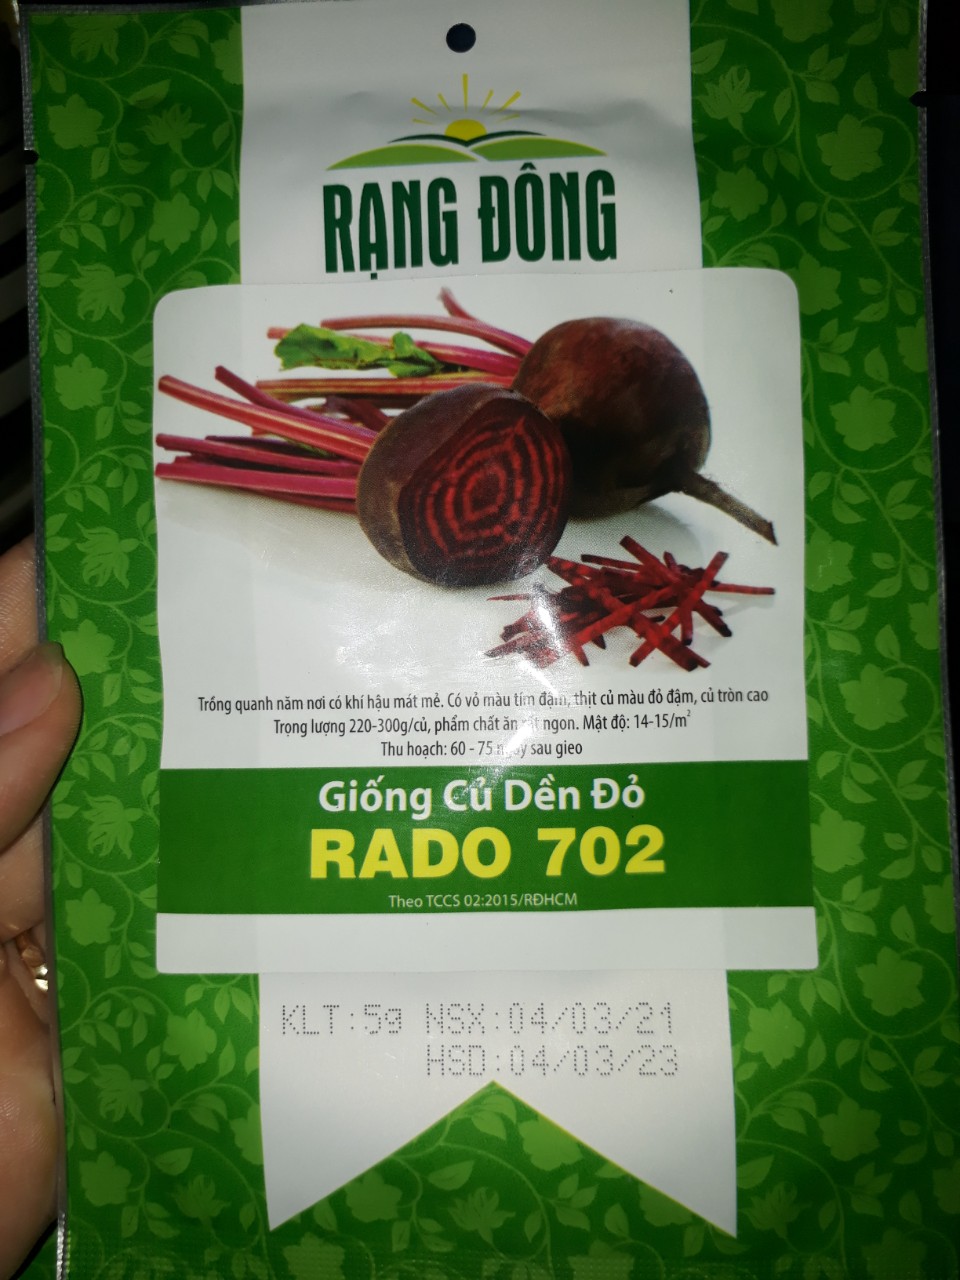 RẠNG ĐÔNG
Trồng quanh năm nơi có khí hậu mát mẻ. Có vỏ màu tím đậm, thịt củ màu đỏ đậm, củ tròn cao
Trọng lượng 220-300g/củ, phẩm chất ăn rất ngon. Mật độ: 14-15/m²
Thu hoạch: 60 - 75 ngày sau gieo
Giống Củ Dền Đỏ
RADO 702
Theo TCCS 02:2015/RĐHCM
KLT:5g NSX:04/03/21
HSD:04/03/23